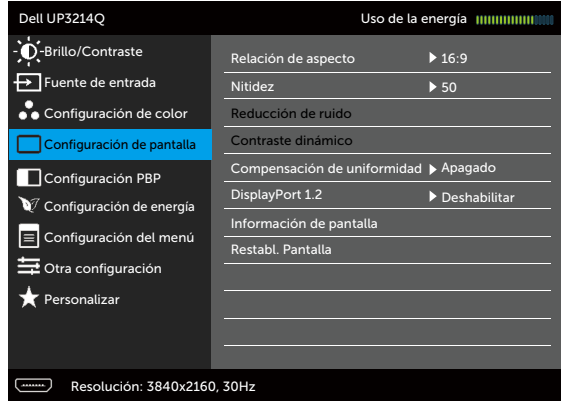 Dell UP3214Q
Uso de la energía
Brillo/Contraste
Fuente de entrada
Configuración de color
Configuración de pantalla
Configuración PBP
Configuración de energía
Configuración del menú
Otra configuración
Personalizar
Relación de aspecto 16:9
Nitidez 50
Reducción de ruido
Contraste dinámico
Compensación de uniformidad Apagado
DisplayPort 1.2 Deshabilitar
Información de pantalla
Restabl. Pantalla
Resolución: 3840x2160, 30Hz